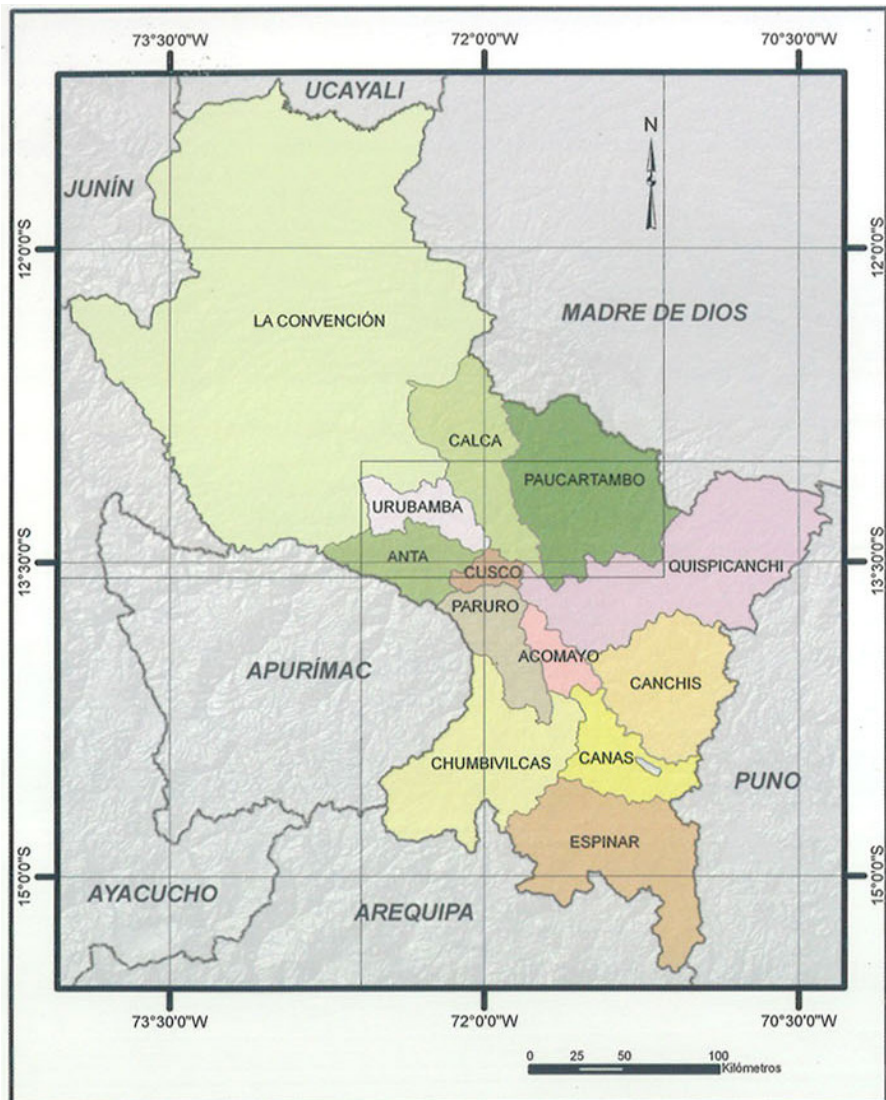 73°30'0"W 72°0'0"W 70°30'0"W
UCAYALI
N
JUNÍN
12°0'0"S 12°0'0"S
MADRE DE DIOS
LA CONVENCIÓN
CALCA
PAUCARTAMBO
URUBAMBA
ANTA
QUISPICANCHI
13°30'0"S 13°30'0"S
CUSCO
PARURO
ACOMAYO
APURÍMAC
CANCHIS
CHUMBIVILCAS
CANAS
PUNO
ESPINAR
15°0'0"S 15°0'0"S
AYACUCHO
AREQUIPA
73°30'0"W 72°0'0"W 70°30'0"W
0 25 50 100
Kilómetros